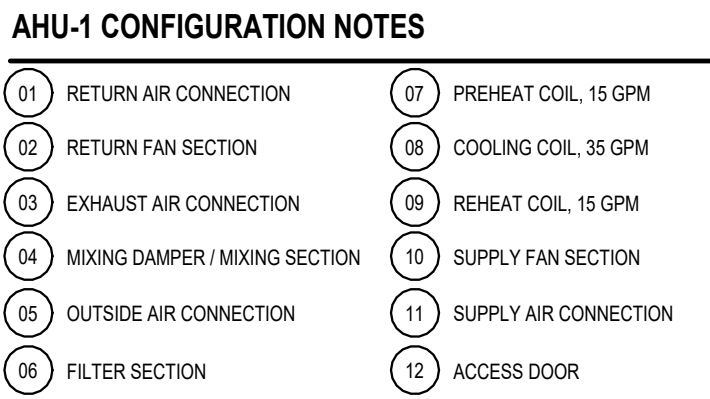 AHU-1 CONFIGURATION NOTES
01 RETURN AIR CONNECTION
02 RETURN FAN SECTION
03 EXHAUST AIR CONNECTION
04 MIXING DAMPER / MIXING SECTION
05 OUTSIDE AIR CONNECTION
06 FILTER SECTION
07 PREHEAT COIL, 15 GPM
08 COOLING COIL, 35 GPM
09 REHEAT COIL, 15 GPM
10 SUPPLY FAN SECTION
11 SUPPLY AIR CONNECTION
12 ACCESS DOOR